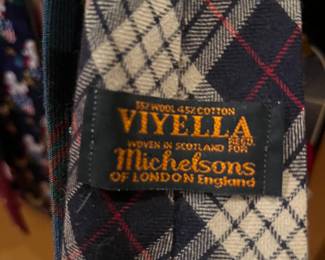 55% WOOL 45% COTTON
VIYELLA
REGD.
WOVEN IN SCOTLAND FOR
Michelsons
OF LONDON England